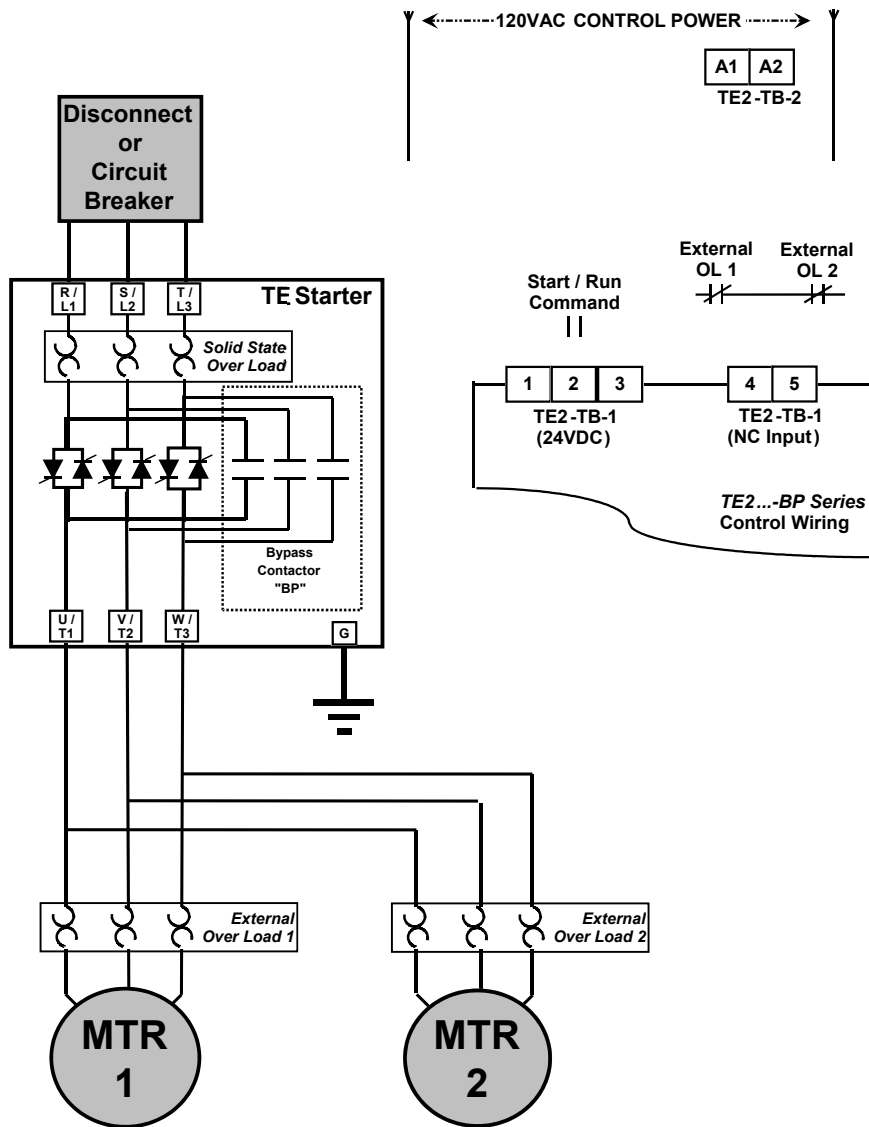 120VAC CONTROL POWER
A1 A2
TE2-TB-2
Disconnect
or
Circuit
Breaker
R /
L1
S /
L2
T /
L3
TE Starter
Solid State
Over Load
Bypass
Contactor
"BP"
U /
T1
V /
T2
W /
T3
G
External
OL 1
External
OL 2
Start / Run
Command
1 2 3
TE2-TB-1
(24VDC)
4 5
TE2-TB-1
(NC Input)
TE2...-BP Series
Control Wiring
External
Over Load 1
External
Over Load 2
MTR
1
MTR
2